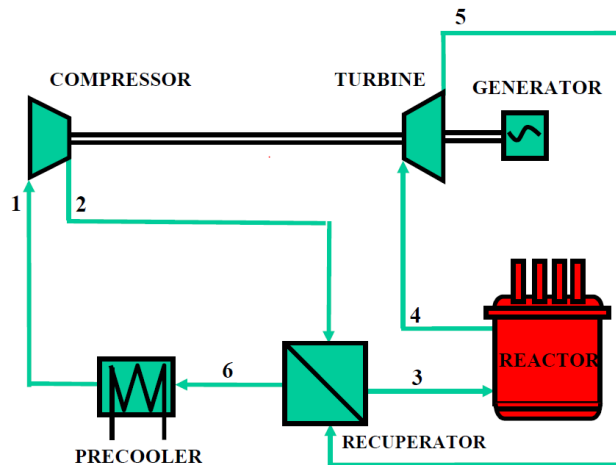 5
COMPRESSOR
TURBINE
GENERATOR
1
2
4
REACTOR
6
3
PRECOOLER
RECUPERATOR